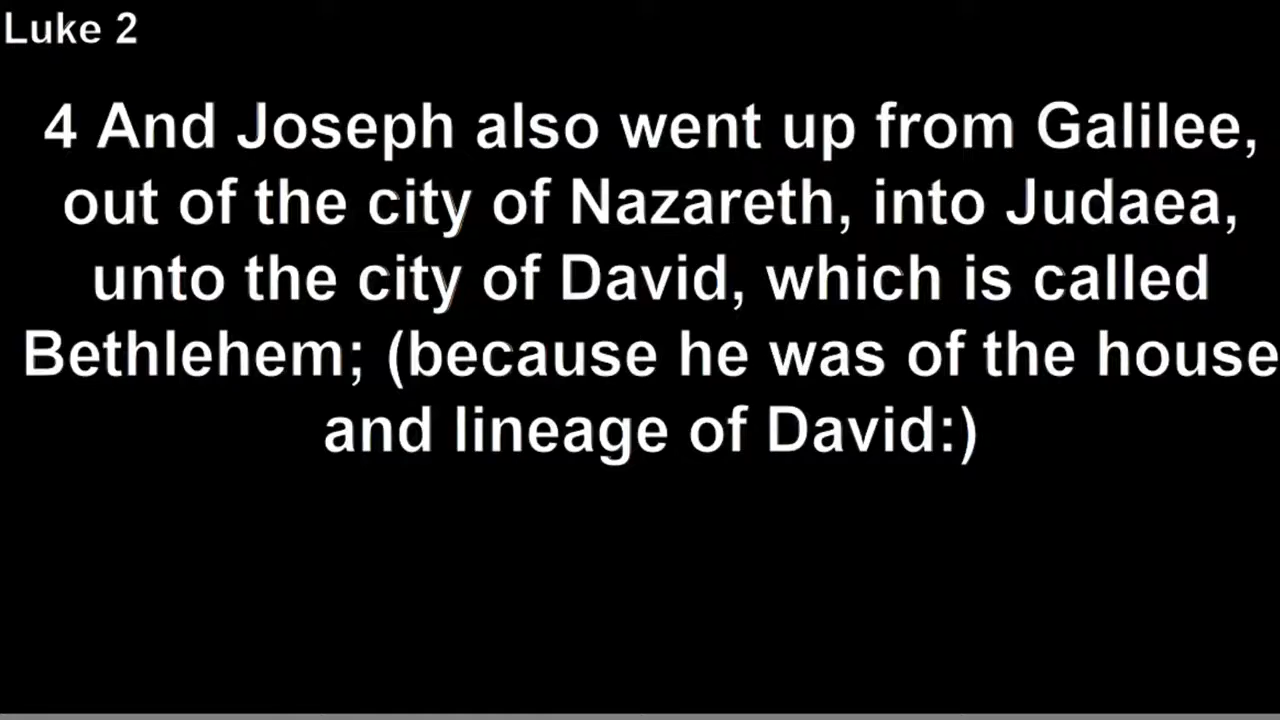 Luke 2
4 And Joseph also went up from Galilee,
out of the city of Nazareth, into Judaea,
unto the city of David, which is called
Bethlehem; (because he was of the house
and lineage of David:)